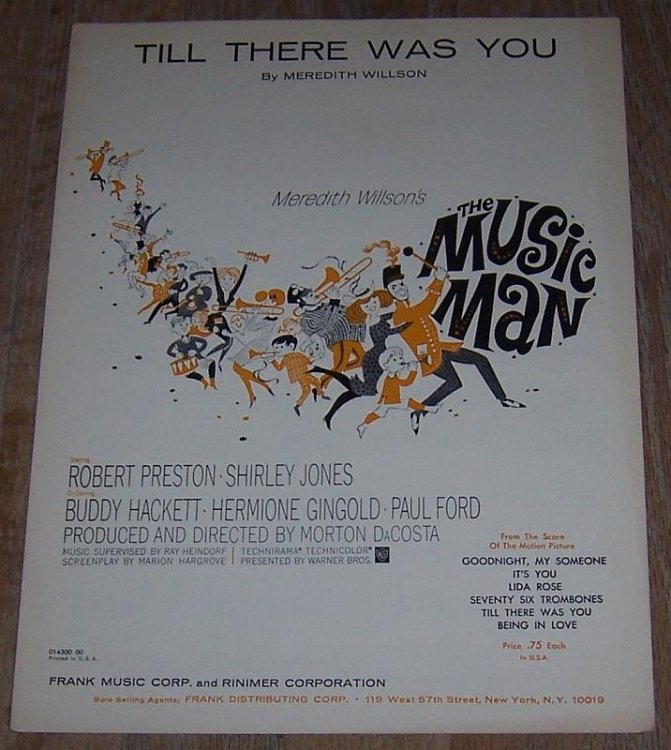 TILL THERE WAS YOU
By MEREDITH WILLSON
Meredith Willson's
THE
MUSIC
MAN
Starring
ROBERT PRESTON · SHIRLEY JONES
Co-Starring
BUDDY HACKETT · HERMIONE GINGOLD · PAUL FORD
PRODUCED AND DIRECTED BY MORTON DaCOSTA
MUSIC SUPERVISED BY RAY HEINDORF | TECHNIRAMA® TECHNICOLOR®
SCREENPLAY BY MARION HARGROVE | PRESENTED BY WARNER BROS.
From The Score
Of The Motion Picture
GOODNIGHT, MY SOMEONE
IT'S YOU
LIDA ROSE
SEVENTY SIX TROMBONES
TILL THERE WAS YOU
BEING IN LOVE
Price .75 Each
In U.S.A.
014300 00
Printed in U.S.A.
FRANK MUSIC CORP. and RINIMER CORPORATION
Sole Selling Agents: FRANK DISTRIBUTING CORP. • 119 West 57th Street, New York, N.Y. 10019